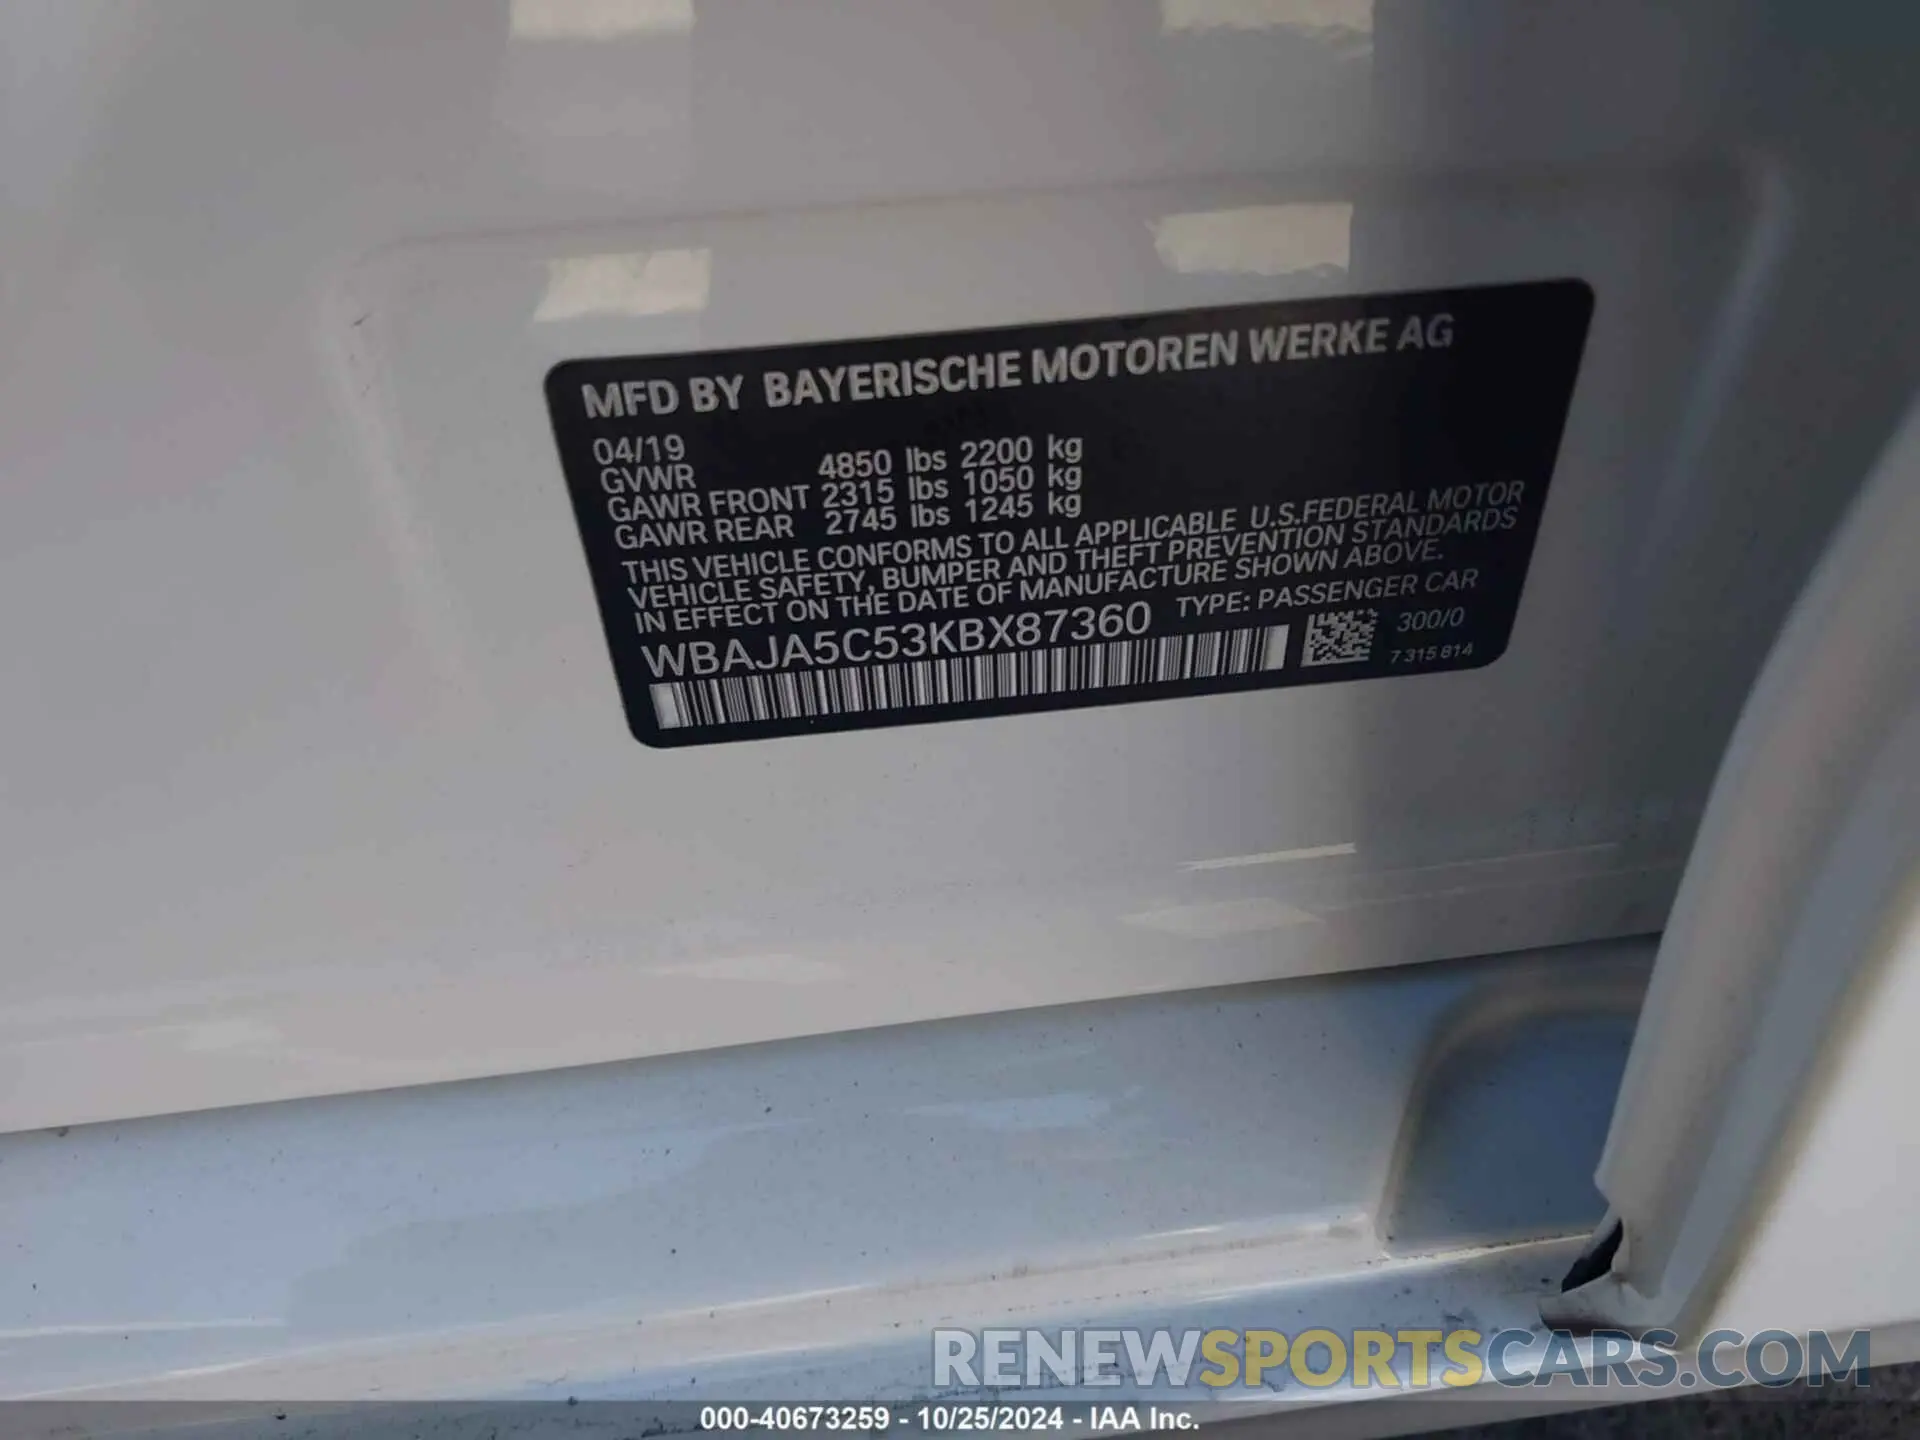 MFD BY BAYERISCHE MOTOREN WERKE AG
04/19
GVWR 4850 lbs 2200 kg
GAWR FRONT 2315 lbs 1050 kg
GAWR REAR 2745 lbs 1245 kg
THIS VEHICLE CONFORMS TO ALL APPLICABLE U.S.FEDERAL MOTOR
VEHICLE SAFETY, BUMPER AND THEFT PREVENTION STANDARDS
IN EFFECT ON THE DATE OF MANUFACTURE SHOWN ABOVE.
WBAJA5C53KBX87360 TYPE: PASSENGER CAR
300/0
7 315 814
RENEWSPORTSCARS.COM
000-40673259 - 10/25/2024 - IAA Inc.